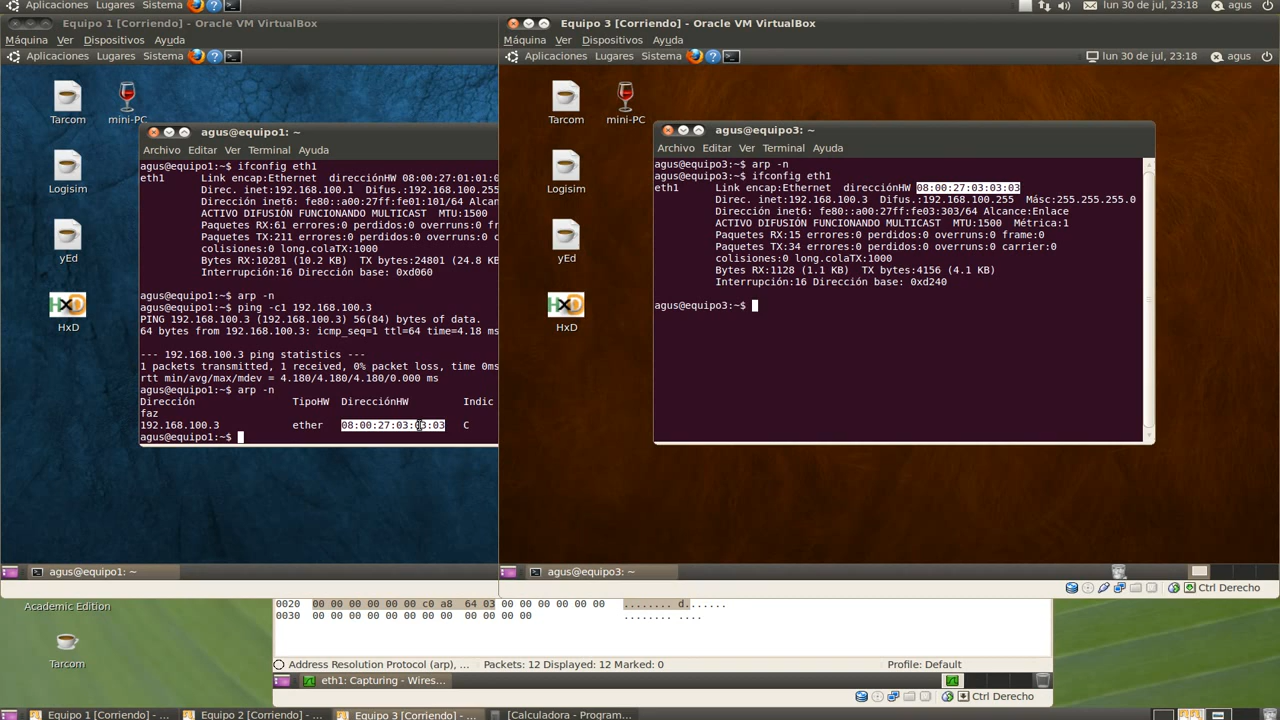 Aplicaciones Lugares Sistema
lun 30 de jul, 23:18 agus
Equipo 1 [Corriendo] - Oracle VM VirtualBox
Máquina Ver Dispositivos Ayuda
Aplicaciones Lugares Sistema
Tarcom
mini-PC
Logisim
yEd
HxD
agus@equipo1: ~
Archivo Editar Ver Terminal Ayuda
agus@equipo1:~$ ifconfig eth1
eth1 Link encap:Ethernet direcciónHW 08:00:27:01:01:0
Direc. inet:192.168.100.1 Difus.:192.168.100.255
Dirección inet6: fe80::a00:27ff:fe01:101/64 Alcan
ACTIVO DIFUSIÓN FUNCIONANDO MULTICAST MTU:1500
Paquetes RX:61 errores:0 perdidos:0 overruns:0 fr
Paquetes TX:211 errores:0 perdidos:0 overruns:0 c
colisiones:0 long.colaTX:1000
Bytes RX:10281 (10.2 KB) TX bytes:24801 (24.8 KB
Interrupción:16 Dirección base: 0xd060
agus@equipo1:~$ arp -n
agus@equipo1:~$ ping -c1 192.168.100.3
PING 192.168.100.3 (192.168.100.3) 56(84) bytes of data.
64 bytes from 192.168.100.3: icmp_seq=1 ttl=64 time=4.18 ms
--- 192.168.100.3 ping statistics ---
1 packets transmitted, 1 received, 0% packet loss, time 0ms
rtt min/avg/max/mdev = 4.180/4.180/4.180/0.000 ms
agus@equipo1:~$ arp -n
Dirección TipoHW DirecciónHW Indic
faz
192.168.100.3 ether 08:00:27:03:03:03 C
agus@equipo1:~$
agus@equipo1: ~
Equipo 3 [Corriendo] - Oracle VM VirtualBox
Máquina Ver Dispositivos Ayuda
Aplicaciones Lugares Sistema
lun 30 de jul, 23:18 agus
Tarcom
mini-PC
Logisim
yEd
HxD
agus@equipo3: ~
Archivo Editar Ver Terminal Ayuda
agus@equipo3:~$ arp -n
agus@equipo3:~$ ifconfig eth1
eth1 Link encap:Ethernet direcciónHW 08:00:27:03:03:03
Direc. inet:192.168.100.3 Difus.:192.168.100.255 Másc:255.255.255.0
Dirección inet6: fe80::a00:27ff:fe03:303/64 Alcance:Enlace
ACTIVO DIFUSIÓN FUNCIONANDO MULTICAST MTU:1500 Métrica:1
Paquetes RX:15 errores:0 perdidos:0 overruns:0 frame:0
Paquetes TX:34 errores:0 perdidos:0 overruns:0 carrier:0
colisiones:0 long.colaTX:1000
Bytes RX:1128 (1.1 KB) TX bytes:4156 (4.1 KB)
Interrupción:16 Dirección base: 0xd240
agus@equipo3:~$
agus@equipo3: ~
Ctrl Derecho
Academic Edition
Tarcom
0020 00 00 00 00 00 00 c0 a8 64 03 00 00 00 00 00 00 ........ d.......
0030 00 00 00 00 00 00 00 00 00 00 00 00 ........ ....
Address Resolution Protocol (arp), ... Packets: 12 Displayed: 12 Marked: 0 Profile: Default
eth1: Capturing - Wires...
Ctrl Derecho
Equipo 1 [Corriendo] - ... Equipo 2 [Corriendo] - ... Equipo 3 [Corriendo] - ... [Calculadora - Program...